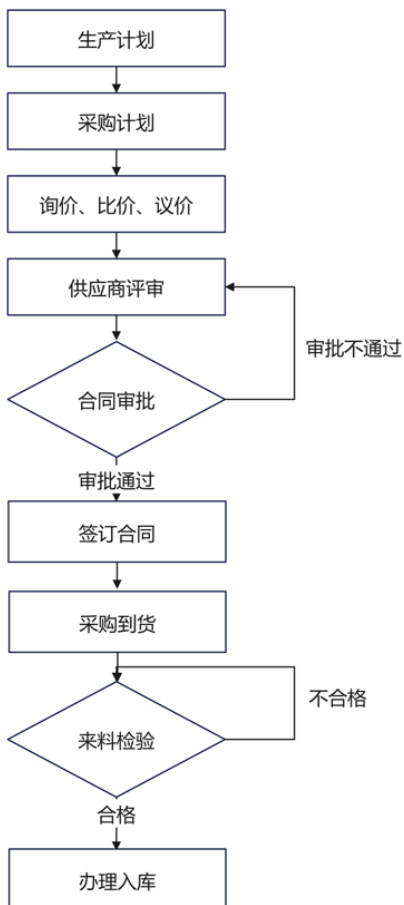 生产计划
采购计划
询价、比价、议价
供应商评审
审批不通过
合同审批
审批通过
签订合同
采购到货
不合格
来料检验
合格
办理入库